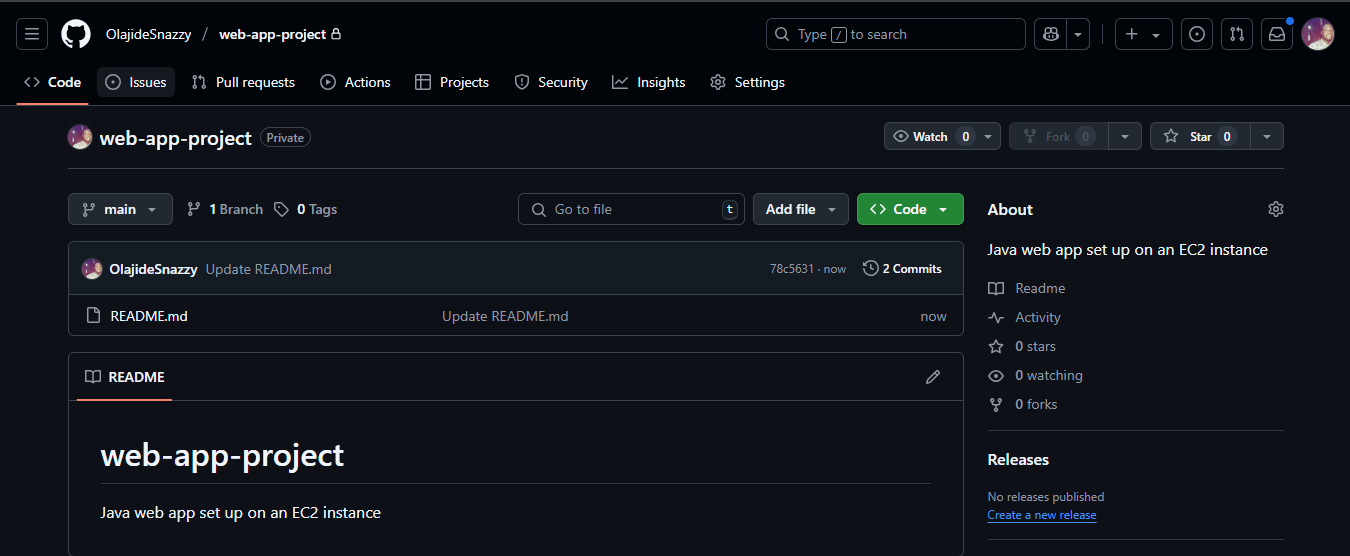 OlajideSnazzy / web-app-project Type / to search
Code Issues Pull requests Actions Projects Security Insights Settings
web-app-project Private Watch 0 Fork 0 Star 0
main 1 Branch 0 Tags Go to file t Add file Code
OlajideSnazzy Update README.md 78c5631 · now 2 Commits
README.md Update README.md now
README
web-app-project
Java web app set up on an EC2 instance
About
Java web app set up on an EC2 instance
Readme
Activity
0 stars
0 watching
0 forks
Releases
No releases published
Create a new release